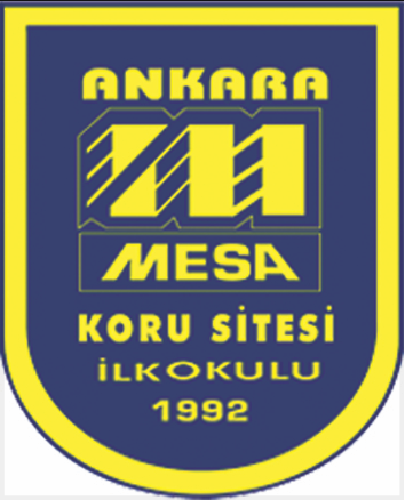 ANKARA
MESA
KORU SİTESİ
İLKOKULU
1992